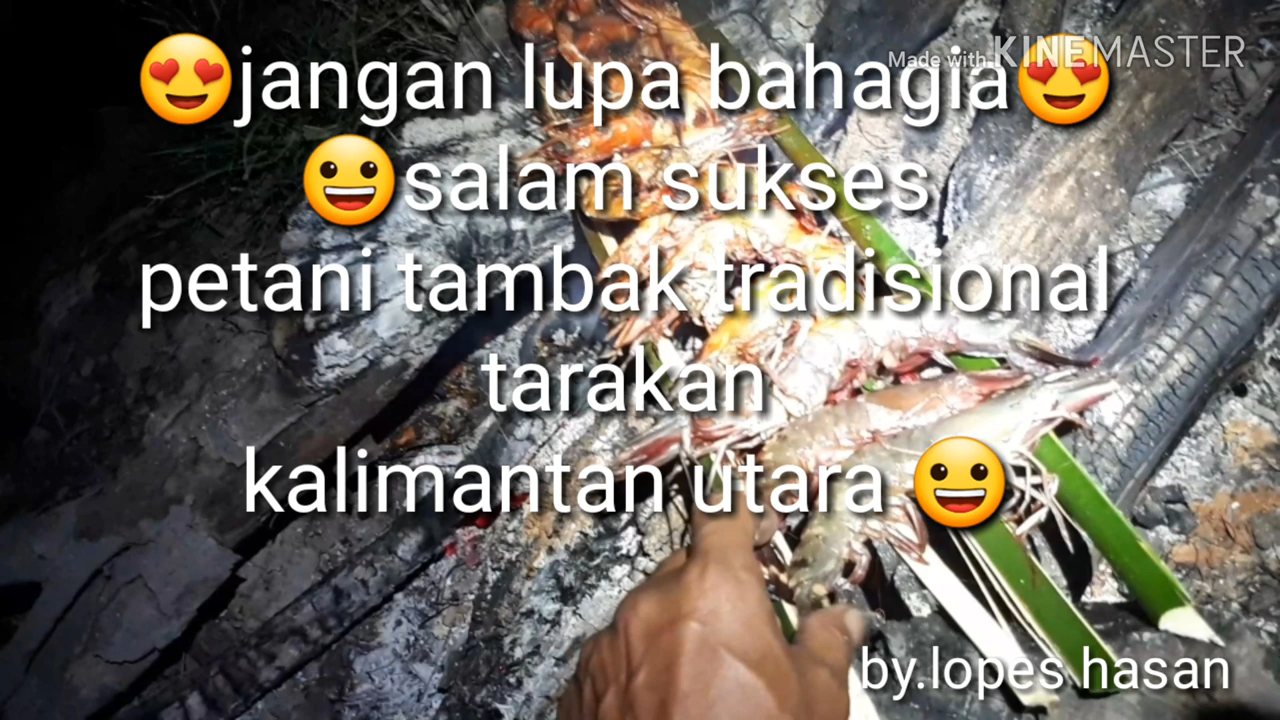 Made with KINEMASTER
😍jangan lupa bahagia😍
😀salam sukses
petani tambak tradisional
tarakan
kalimantan utara 😀
by.lopes hasan